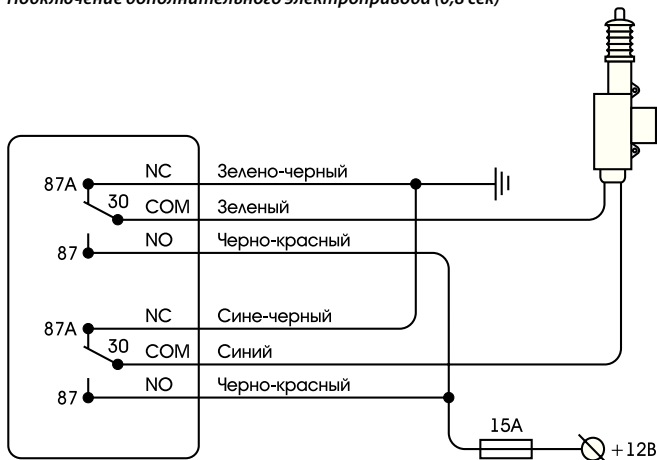 Подключение дополнительного электропривода (0,8 сек)
NC Зелено-черный
87A
30 COM Зеленый
NO Черно-красный
87
NC Сине-черный
87A
30 COM Синий
NO Черно-красный
87
15A
+12В